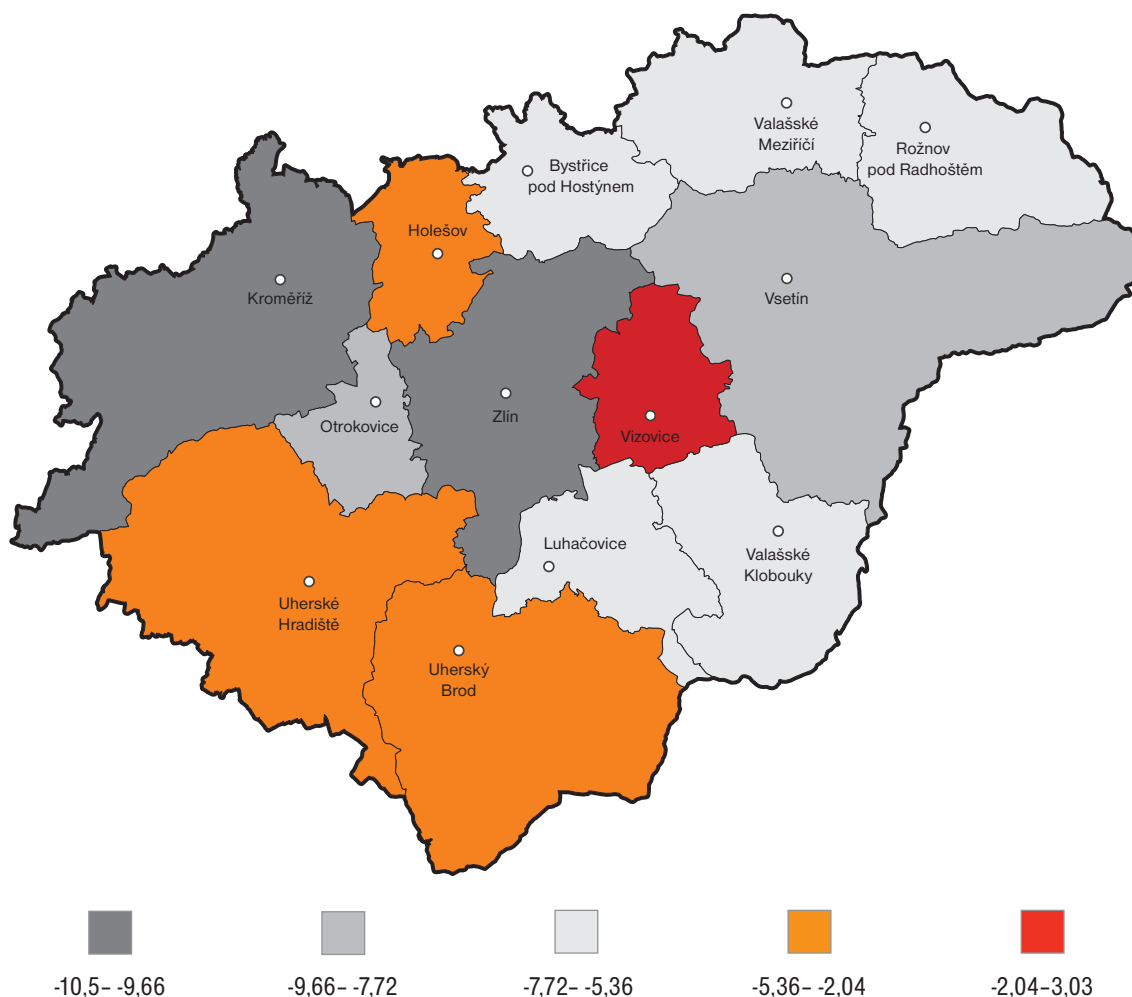 Valašské
Meziříčí
Rožnov
pod Radhoštěm
Bystřice
pod Hostýnem
Holešov
Kroměříž
Vsetín
Otrokovice
Zlín
Vizovice
Luhačovice
Valašské
Klobouky
Uherské
Hradiště
Uherský
Brod
-10,5– -9,66
-9,66– -7,72
-7,72– -5,36
-5,36– -2,04
-2,04–3,03